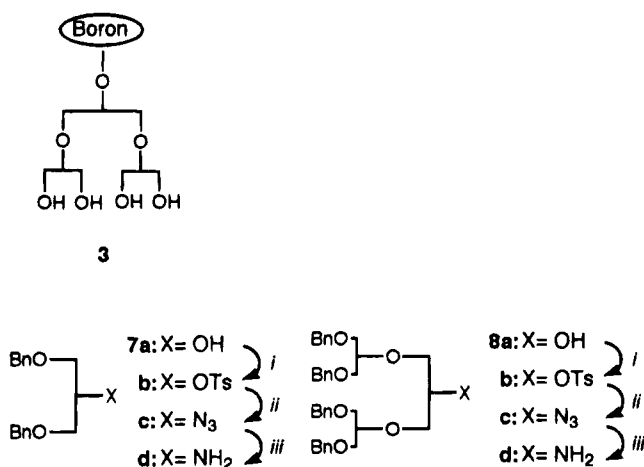 Boron
O
O O
OH OH OH OH
3
BnO
BnO
X
7a: X= OH
b: X= OTs
c: X= N₃
d: X= NH₂
i
ii
iii
BnO
BnO
O
BnO
BnO
O
X
8a: X= OH
b: X= OTs
c: X= N₃
d: X= NH₂
i
ii
iii